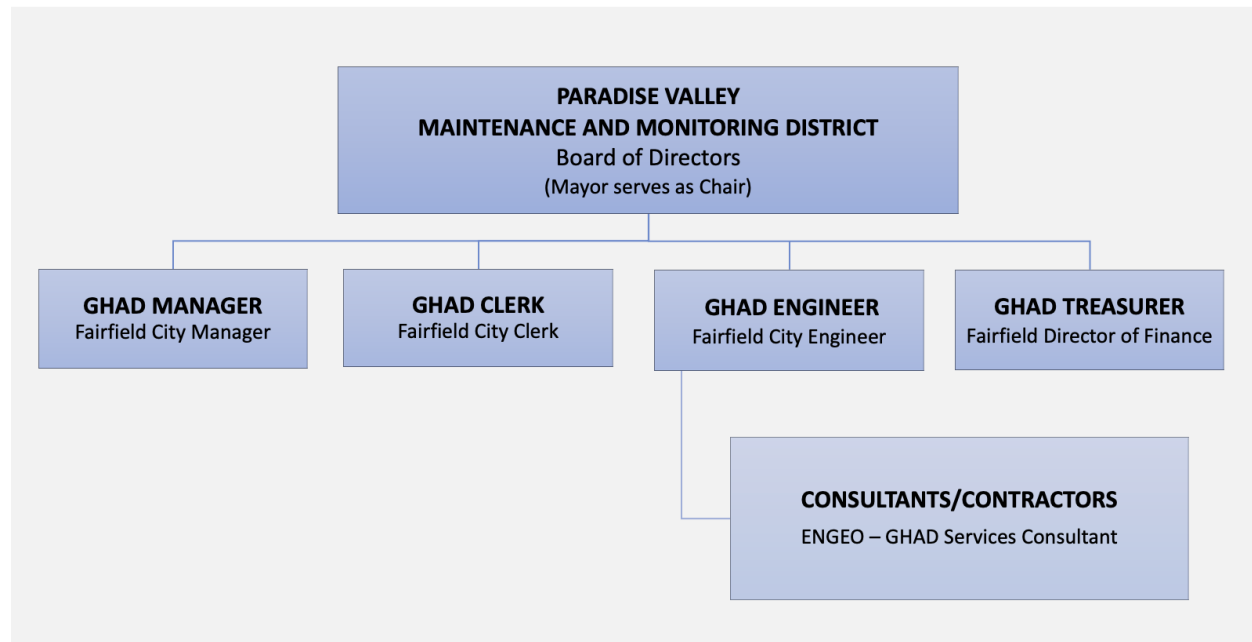 PARADISE VALLEY
MAINTENANCE AND MONITORING DISTRICT
Board of Directors
(Mayor serves as Chair)
GHAD MANAGER
Fairfield City Manager
GHAD CLERK
Fairfield City Clerk
GHAD ENGINEER
Fairfield City Engineer
GHAD TREASURER
Fairfield Director of Finance
CONSULTANTS/CONTRACTORS
ENGEO – GHAD Services Consultant